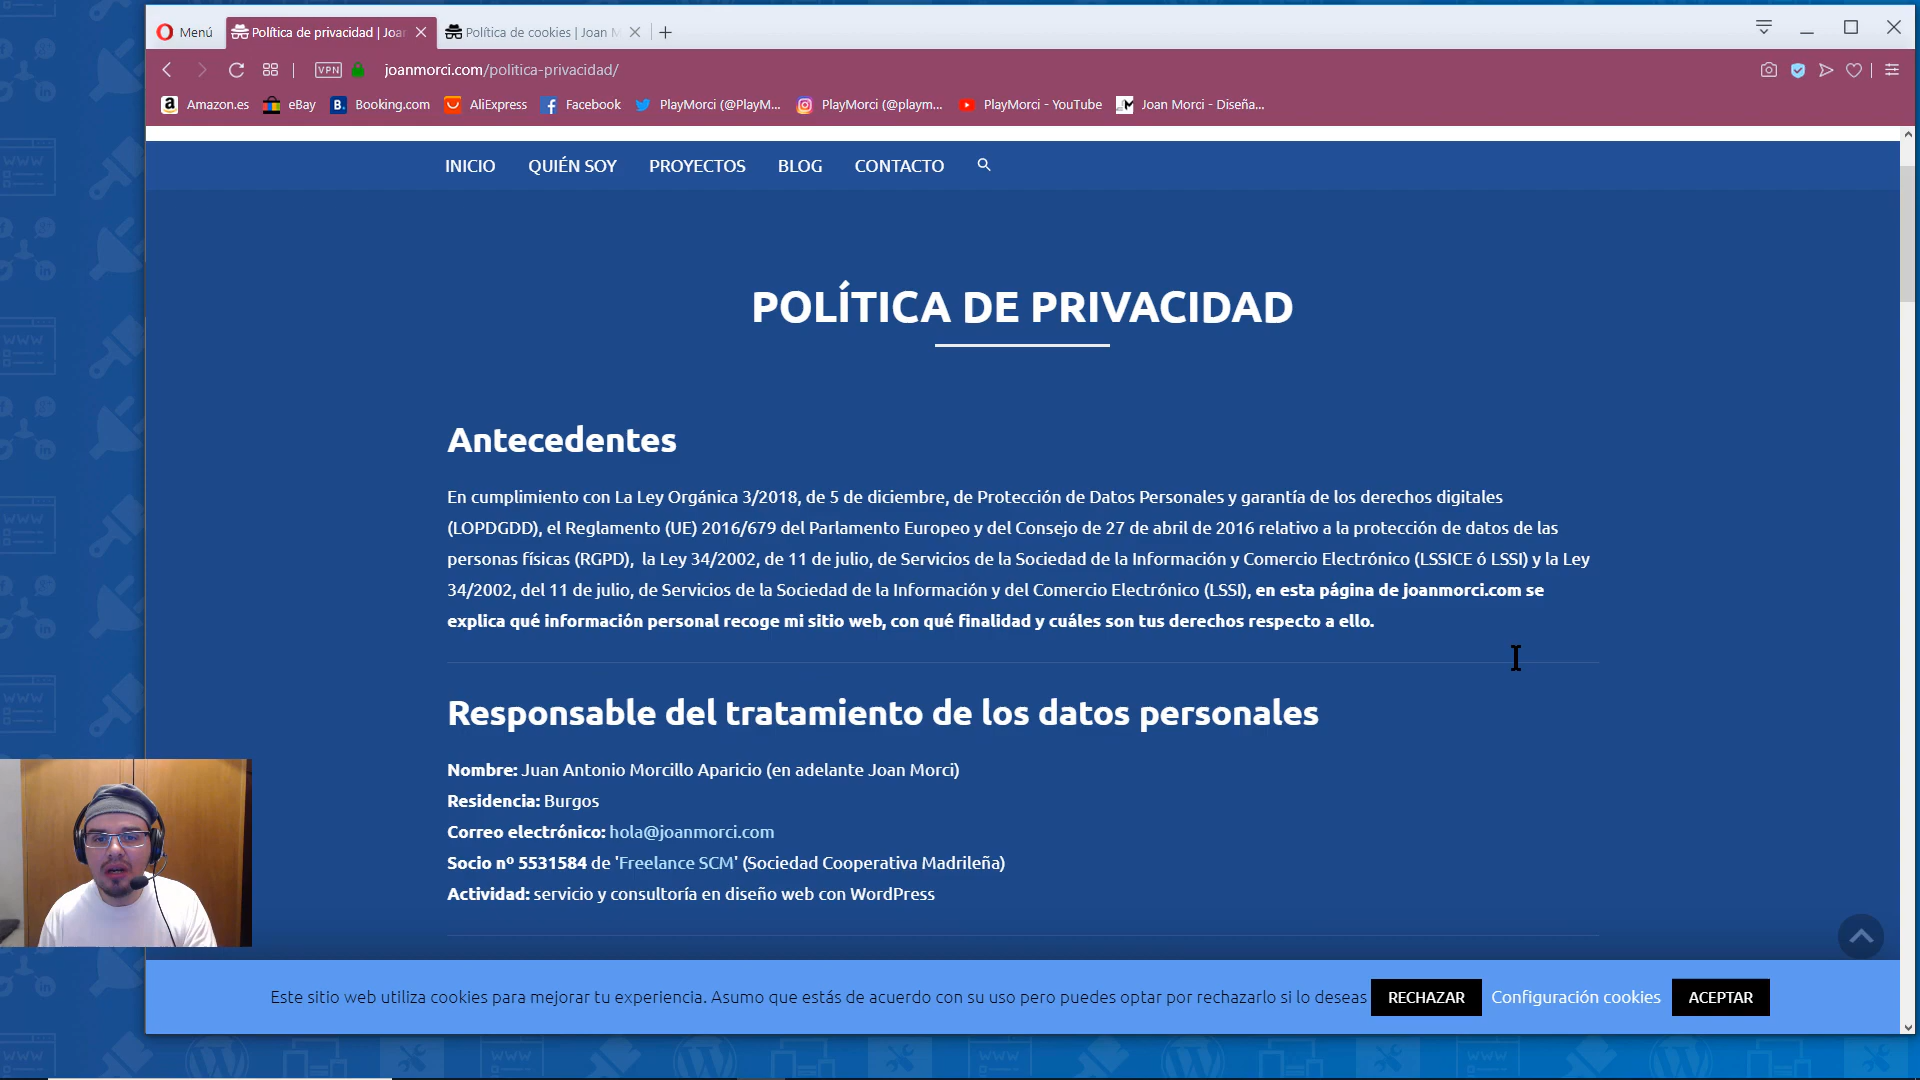 Menú
Política de privacidad | Joan
Política de cookies | Joan M
VPN
joanmorci.com/politica-privacidad/
Amazon.es
eBay
Booking.com
AliExpress
Facebook
PlayMorci (@PlayM...
PlayMorci (@playm...
PlayMorci - YouTube
Joan Morci - Diseña...
INICIO QUIÉN SOY PROYECTOS BLOG CONTACTO
POLÍTICA DE PRIVACIDAD
Antecedentes
En cumplimiento con La Ley Orgánica 3/2018, de 5 de diciembre, de Protección de Datos Personales y garantía de los derechos digitales
(LOPDGDD), el Reglamento (UE) 2016/679 del Parlamento Europeo y del Consejo de 27 de abril de 2016 relativo a la protección de datos de las
personas físicas (RGPD), la Ley 34/2002, de 11 de julio, de Servicios de la Sociedad de la Información y Comercio Electrónico (LSSICE ó LSSI) y la Ley
34/2002, del 11 de julio, de Servicios de la Sociedad de la Información y del Comercio Electrónico (LSSI), en esta página de joanmorci.com se
explica qué información personal recoge mi sitio web, con qué finalidad y cuáles son tus derechos respecto a ello.
Responsable del tratamiento de los datos personales
Nombre: Juan Antonio Morcillo Aparicio (en adelante Joan Morci)
Residencia: Burgos
Correo electrónico: hola@joanmorci.com
Socio nº 5531584 de 'Freelance SCM' (Sociedad Cooperativa Madrileña)
Actividad: servicio y consultoría en diseño web con WordPress
Este sitio web utiliza cookies para mejorar tu experiencia. Asumo que estás de acuerdo con su uso pero puedes optar por rechazarlo si lo deseas RECHAZAR Configuración cookies ACEPTAR